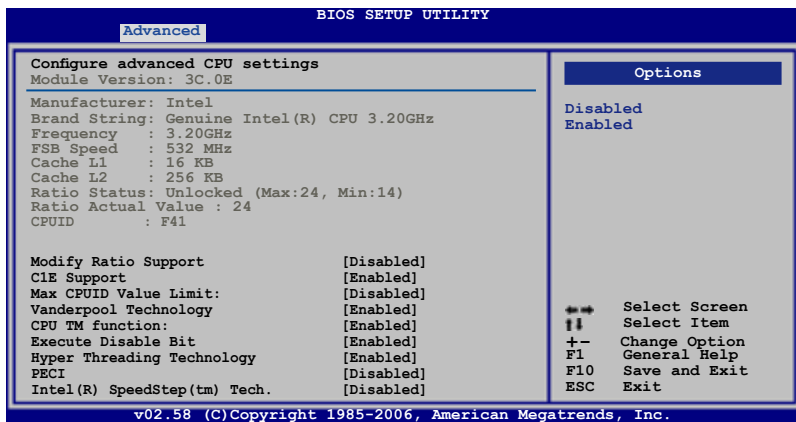 BIOS SETUP UTILITY
Advanced
Configure advanced CPU settings
Module Version: 3C.0E
Manufacturer: Intel
Brand String: Genuine Intel(R) CPU 3.20GHz
Frequency : 3.20GHz
FSB Speed : 532 MHz
Cache L1 : 16 KB
Cache L2 : 256 KB
Ratio Status: Unlocked (Max:24, Min:14)
Ratio Actual Value : 24
CPUID : F41
Modify Ratio Support [Disabled]
C1E Support [Enabled]
Max CPUID Value Limit: [Disabled]
Vanderpool Technology [Enabled]
CPU TM function: [Enabled]
Execute Disable Bit [Enabled]
Hyper Threading Technology [Enabled]
PECI [Disabled]
Intel(R) SpeedStep(tm) Tech. [Disabled]
Options
Disabled
Enabled
←→ Select Screen
↑↓ Select Item
+- Change Option
F1 General Help
F10 Save and Exit
ESC Exit
v02.58 (C)Copyright 1985-2006, American Megatrends, Inc.